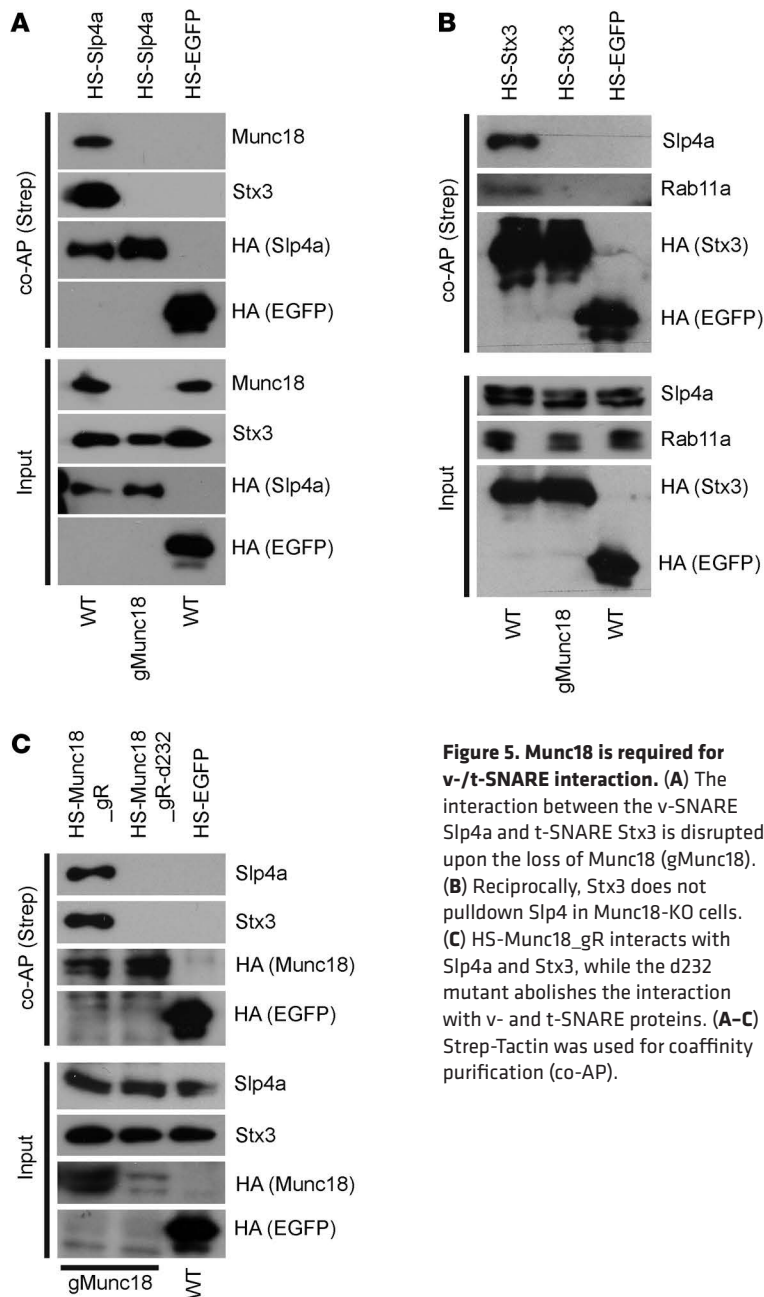 A
HS-Slp4a
HS-Slp4a
HS-EGFP
co-AP (Strep)
Munc18
Stx3
HA (Slp4a)
HA (EGFP)
Input
Munc18
Stx3
HA (Slp4a)
HA (EGFP)
WT
gMunc18
WT
B
HS-Stx3
HS-Stx3
HS-EGFP
co-AP (Strep)
Slp4a
Rab11a
HA (Stx3)
HA (EGFP)
Input
Slp4a
Rab11a
HA (Stx3)
HA (EGFP)
WT
gMunc18
WT
C
HS-Munc18
_gR
HS-Munc18
_gR-d232
HS-EGFP
co-AP (Strep)
Slp4a
Stx3
HA (Munc18)
HA (EGFP)
Input
Slp4a
Stx3
HA (Munc18)
HA (EGFP)
gMunc18
WT
Figure 5. Munc18 is required for
v-/t-SNARE interaction. (A) The
interaction between the v-SNARE
Slp4a and t-SNARE Stx3 is disrupted
upon the loss of Munc18 (gMunc18).
(B) Reciprocally, Stx3 does not
pulldown Slp4 in Munc18-KO cells.
(C) HS-Munc18_gR interacts with
Slp4a and Stx3, while the d232
mutant abolishes the interaction
with v- and t-SNARE proteins. (A–C)
Strep-Tactin was used for coaffinity
purification (co-AP).